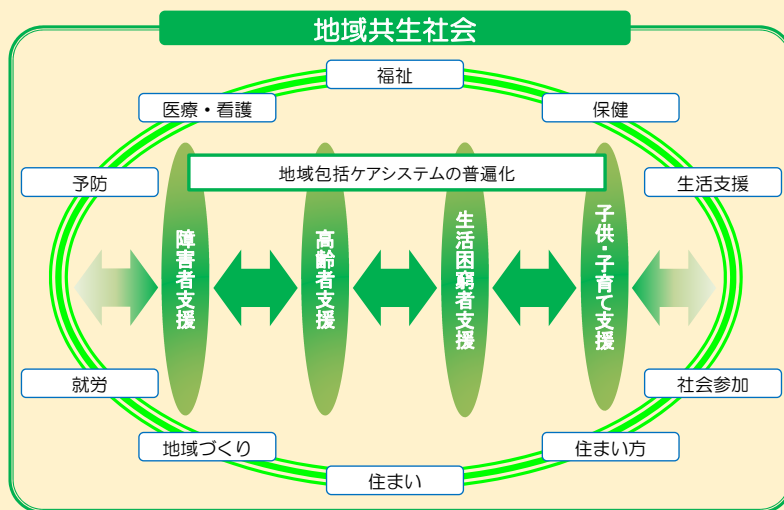 地域共生社会
福祉
医療・看護
保健
予防
地域包括ケアシステムの普遍化
生活支援
障害者支援
高齢者支援
生活困窮者支援
子供・子育て支援
就労
社会参加
地域づくり
住まい方
住まい